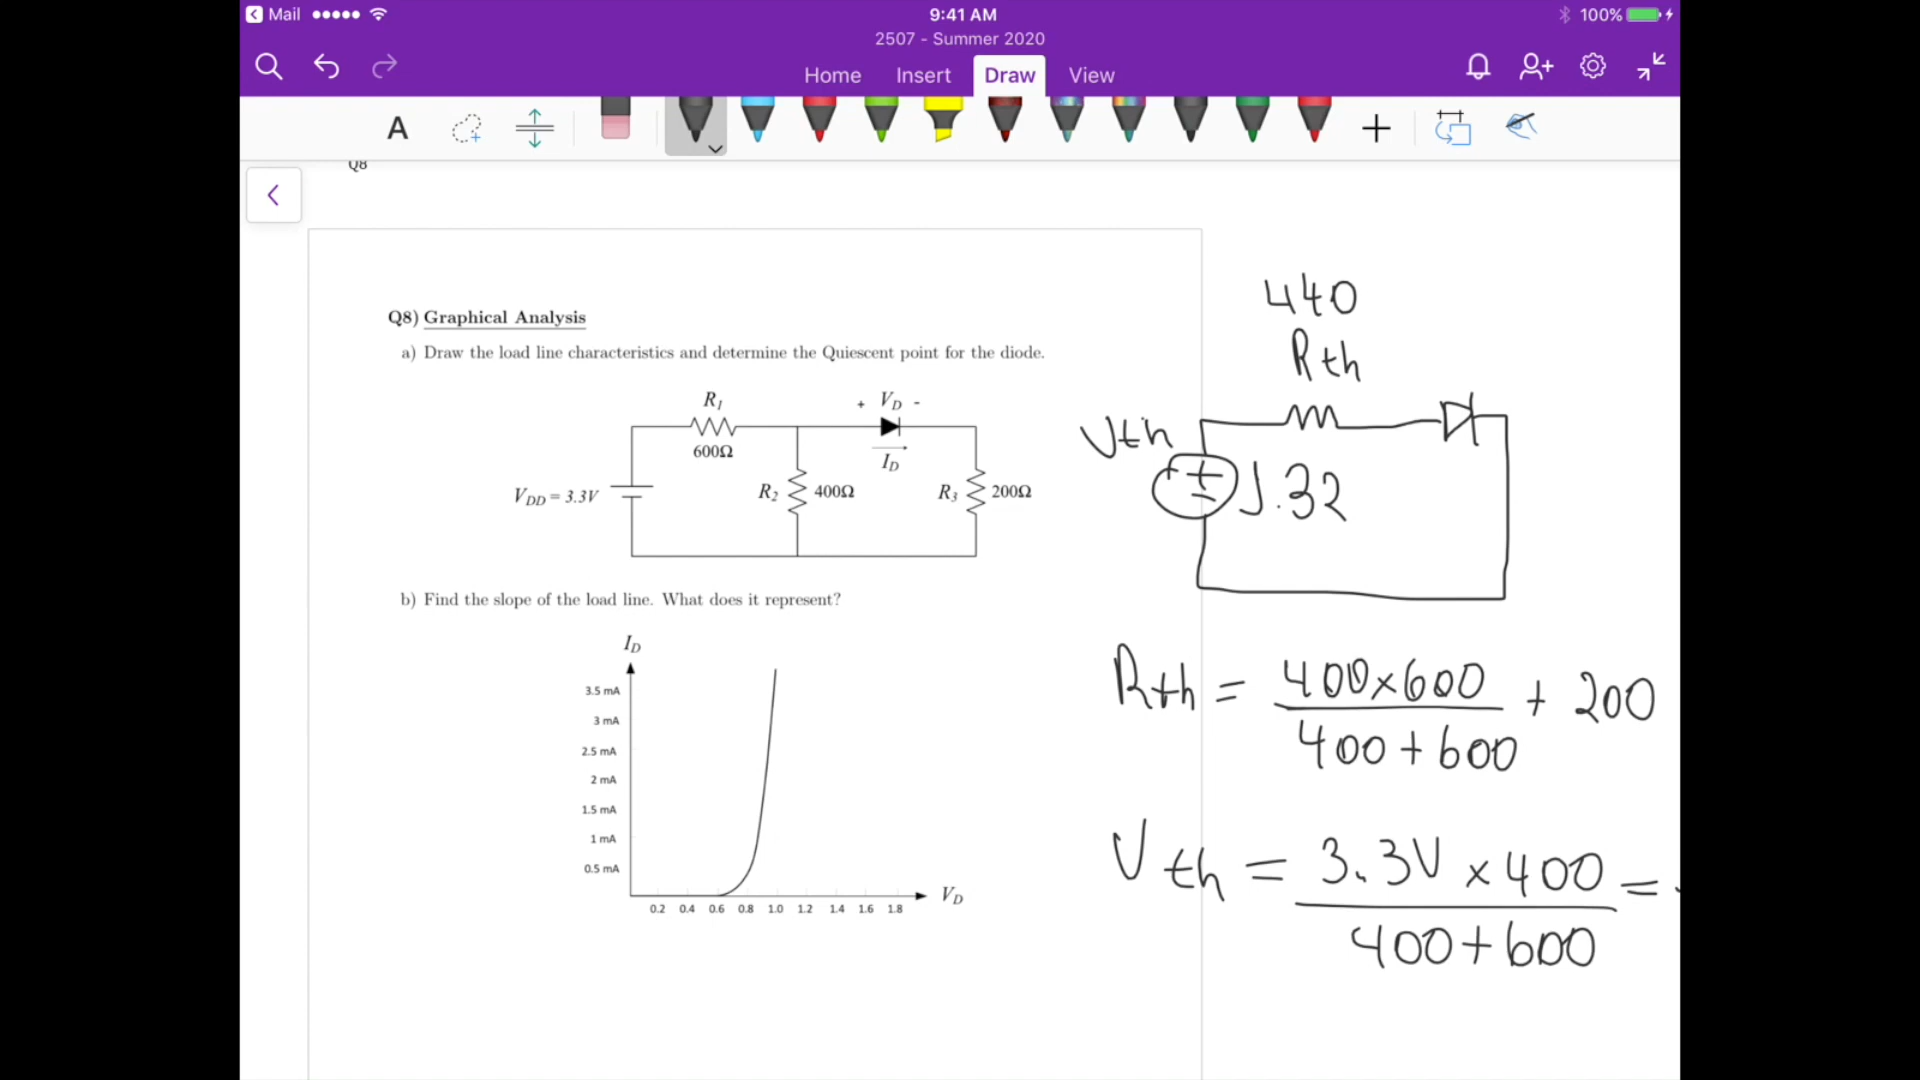 Mail
9:41 AM
100%
2507 - Summer 2020
Home Insert Draw View
A
Q8
Q8) Graphical Analysis
a) Draw the load line characteristics and determine the Quiescent point for the diode.
R1
600Ω
+ VD -
ID
VDD = 3.3V
R2 400Ω
R3 200Ω
b) Find the slope of the load line. What does it represent?
ID
3.5 mA
3 mA
2.5 mA
2 mA
1.5 mA
1 mA
0.5 mA
0.2 0.4 0.6 0.8 1.0 1.2 1.4 1.6 1.8
VD
440
Rth
Vth
+
-
1.32
Rth = 400×600 + 200
400+600
Vth = 3.3V × 400 =
400+600